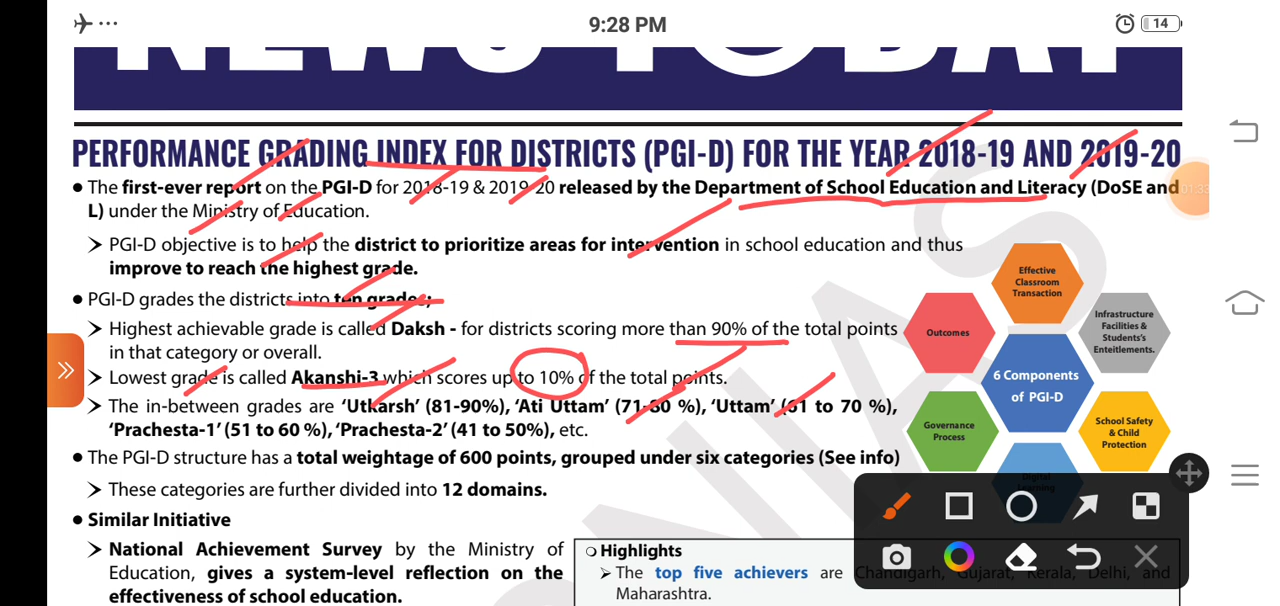 9:28 PM
14
NEWS TODAY
PERFORMANCE GRADING INDEX FOR DISTRICTS (PGI-D) FOR THE YEAR 2018-19 AND 2019-20
● The first-ever report on the PGI-D for 2018-19 & 2019-20 released by the Department of School Education and Literacy (DoSE and
L) under the Ministry of Education.
➢ PGI-D objective is to help the district to prioritize areas for intervention in school education and thus
improve to reach the highest grade.
● PGI-D grades the districts into ten grades;
➢ Highest achievable grade is called Daksh - for districts scoring more than 90% of the total points
in that category or overall.
➢ Lowest grade is called Akanshi-3 which scores up to 10% of the total points.
➢ The in-between grades are ‘Utkarsh’ (81-90%), ‘Ati Uttam’ (71-80 %), ‘Uttam’ (61 to 70 %),
‘Prachesta-1’ (51 to 60 %), ‘Prachesta-2’ (41 to 50%), etc.
● The PGI-D structure has a total weightage of 600 points, grouped under six categories (See info)
➢ These categories are further divided into 12 domains.
● Similar Initiative
➢ National Achievement Survey by the Ministry of
Education, gives a system-level reflection on the
effectiveness of school education.
Effective
Classroom
Transaction
Outcomes
Infrastructure
Facilities &
Students's
Enteitlements.
6 Components
of PGI-D
Governance
Process
School Safety
& Child
Protection
Digital
Learning
○ Highlights
➢ The top five achievers are Chandigarh, Gujarat, Kerala, Delhi, and
Maharashtra.
01:33
NIAS